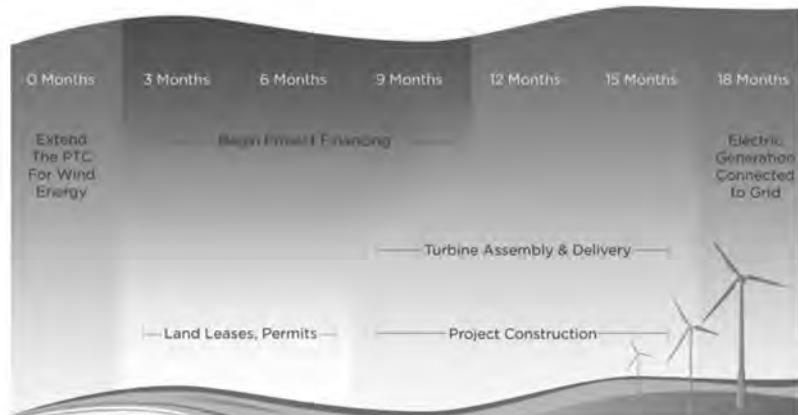 0 Months 3 Months 6 Months 9 Months 12 Months 15 Months 18 Months
Extend
The PTC
For Wind
Energy
Begin Project Financing
Electric
Generation
Connected
to Grid
Turbine Assembly & Delivery
Land Leases, Permits
Project Construction